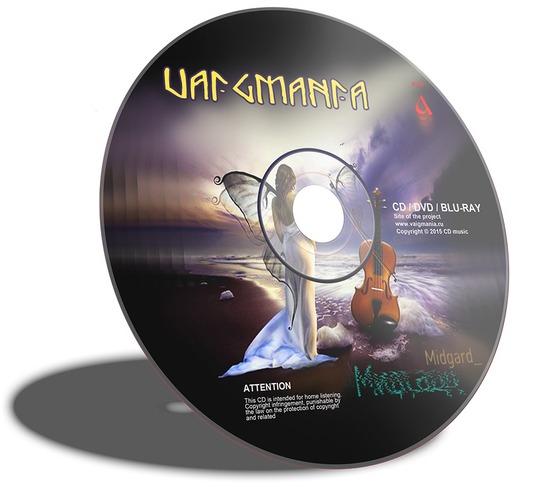 VAIGMANIA
CD / DVD / BLU-RAY
Site of the project
www.vaigmania.ru
Copyright © 2015 CD music
Midgard_
ATTENTION
This CD is intended for home listening.
Copyright infringement, punishable by
the law on the protection of copyright
and related